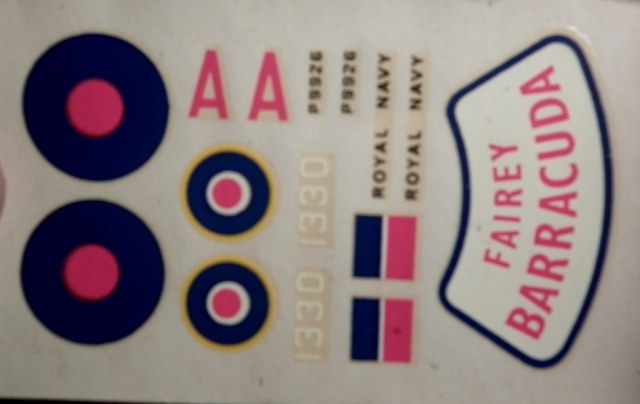 A A
P9926
P9926
ROYAL NAVY
ROYAL NAVY
1330
1330
FAIREY
BARRACUDA